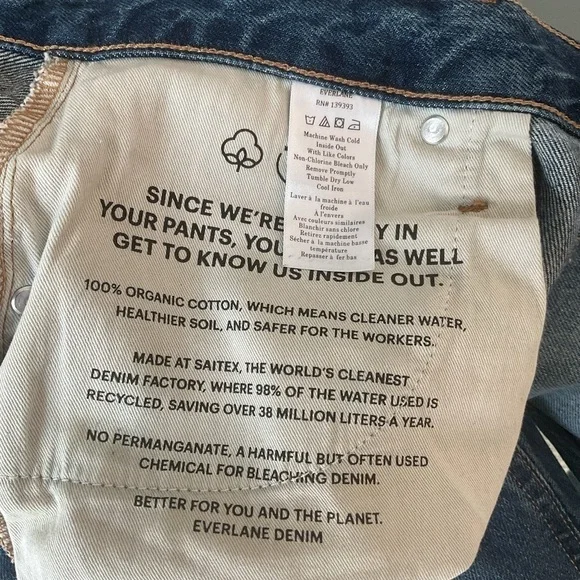 EVERLANE
RN# 139393
Machine Wash Cold
Inside Out
With Like Colors
Non-Chlorine Bleach Only
Remove Promptly
Tumble Dry Low
Cool Iron
Laver à la machine à l'eau
froide
A l'envers
Avec couleurs similaires
Blanchir sans chlore
Retirez rapidement
Sécher à la machine basse
température
Repasser à fer bas
SINCE WE'RE Y IN
YOUR PANTS, AS WELL
GET TO KNOW US INSIDE OUT.
100% ORGANIC COTTON, WHICH MEANS CLEANER WATER,
HEALTHIER SOIL, AND SAFER FOR THE WORKERS.
MADE AT SAITEX, THE WORLD'S CLEANEST
DENIM FACTORY, WHERE 98% OF THE WATER USED IS
RECYCLED, SAVING OVER 38 MILLION LITERS A YEAR.
NO PERMANGANATE, A HARMFUL BUT OFTEN USED
CHEMICAL FOR BLEACHING DENIM.
BETTER FOR YOU AND THE PLANET.
EVERLANE DENIM